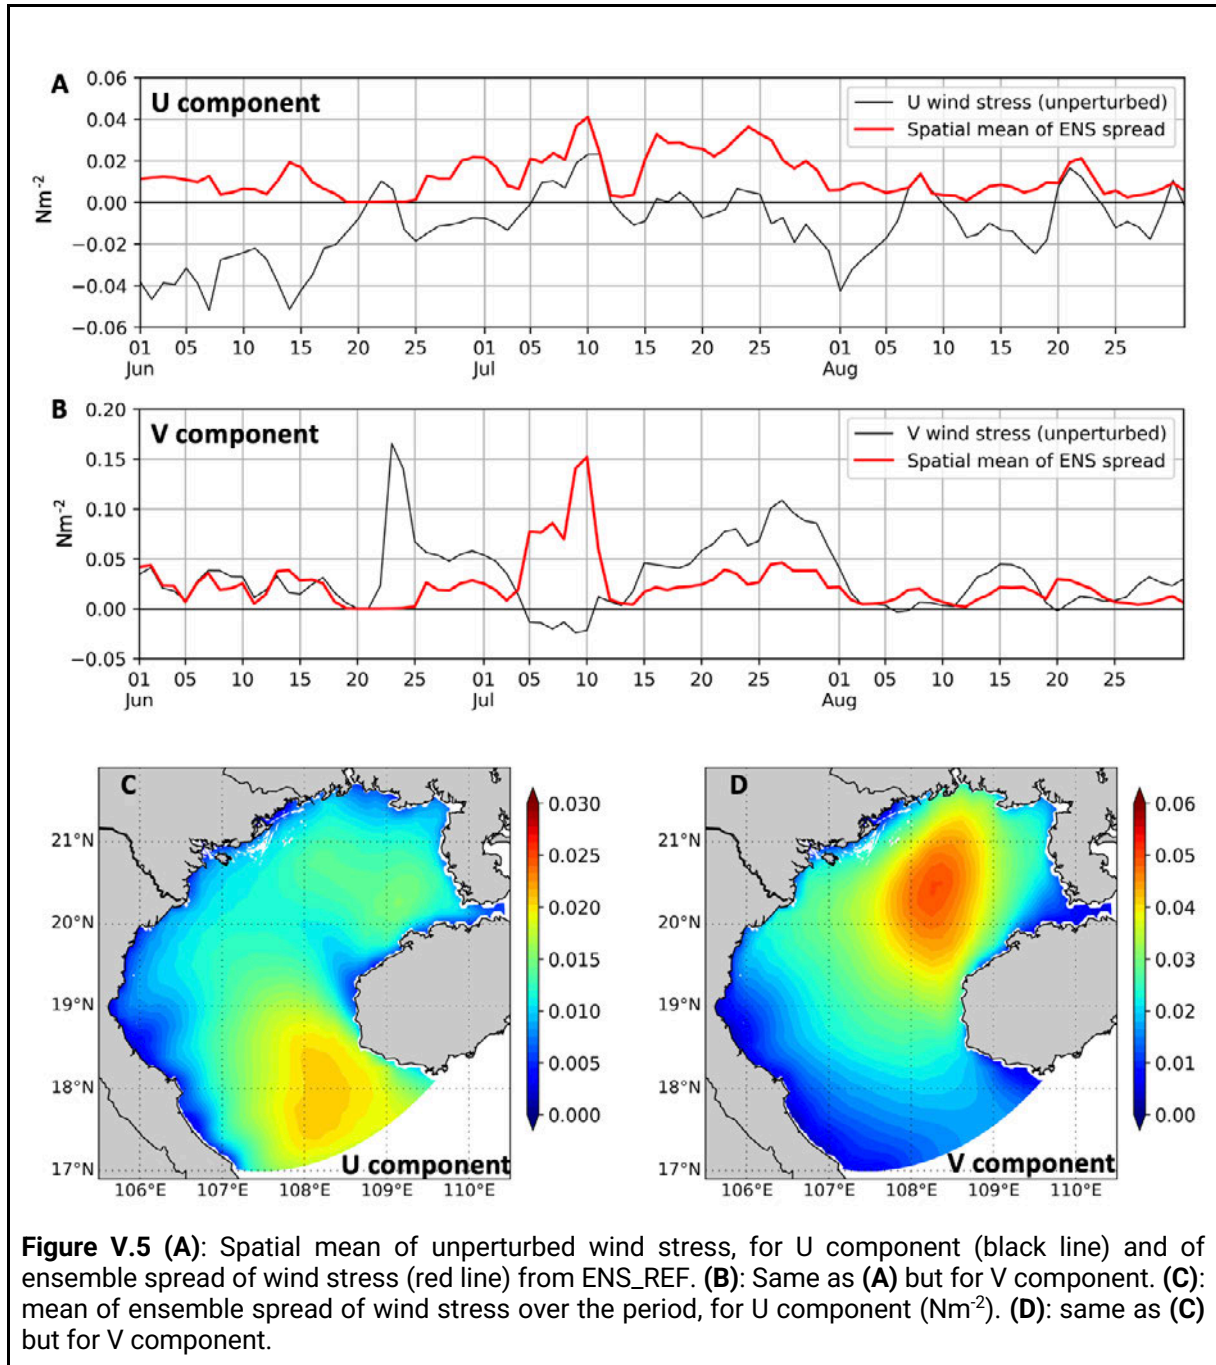 A
U component
U wind stress (unperturbed)
Spatial mean of ENS spread
Nm-2
0.06
0.04
0.02
0.00
−0.02
−0.04
−0.06
01 05 10 15 20 25 01 05 10 15 20 25 01 05 10 15 20 25
Jun Jul Aug
B
V component
V wind stress (unperturbed)
Spatial mean of ENS spread
Nm-2
0.20
0.15
0.10
0.05
0.00
−0.05
01 05 10 15 20 25 01 05 10 15 20 25 01 05 10 15 20 25
Jun Jul Aug
C
21°N
20°N
19°N
18°N
17°N
106°E 107°E 108°E 109°E 110°E
U component
0.030
0.025
0.020
0.015
0.010
0.005
0.000
D
21°N
20°N
19°N
18°N
17°N
106°E 107°E 108°E 109°E 110°E
V component
0.06
0.05
0.04
0.03
0.02
0.01
0.00
Figure V.5 (A): Spatial mean of unperturbed wind stress, for U component (black line) and of
ensemble spread of wind stress (red line) from ENS_REF. (B): Same as (A) but for V component. (C):
mean of ensemble spread of wind stress over the period, for U component (Nm-2). (D): same as (C)
but for V component.